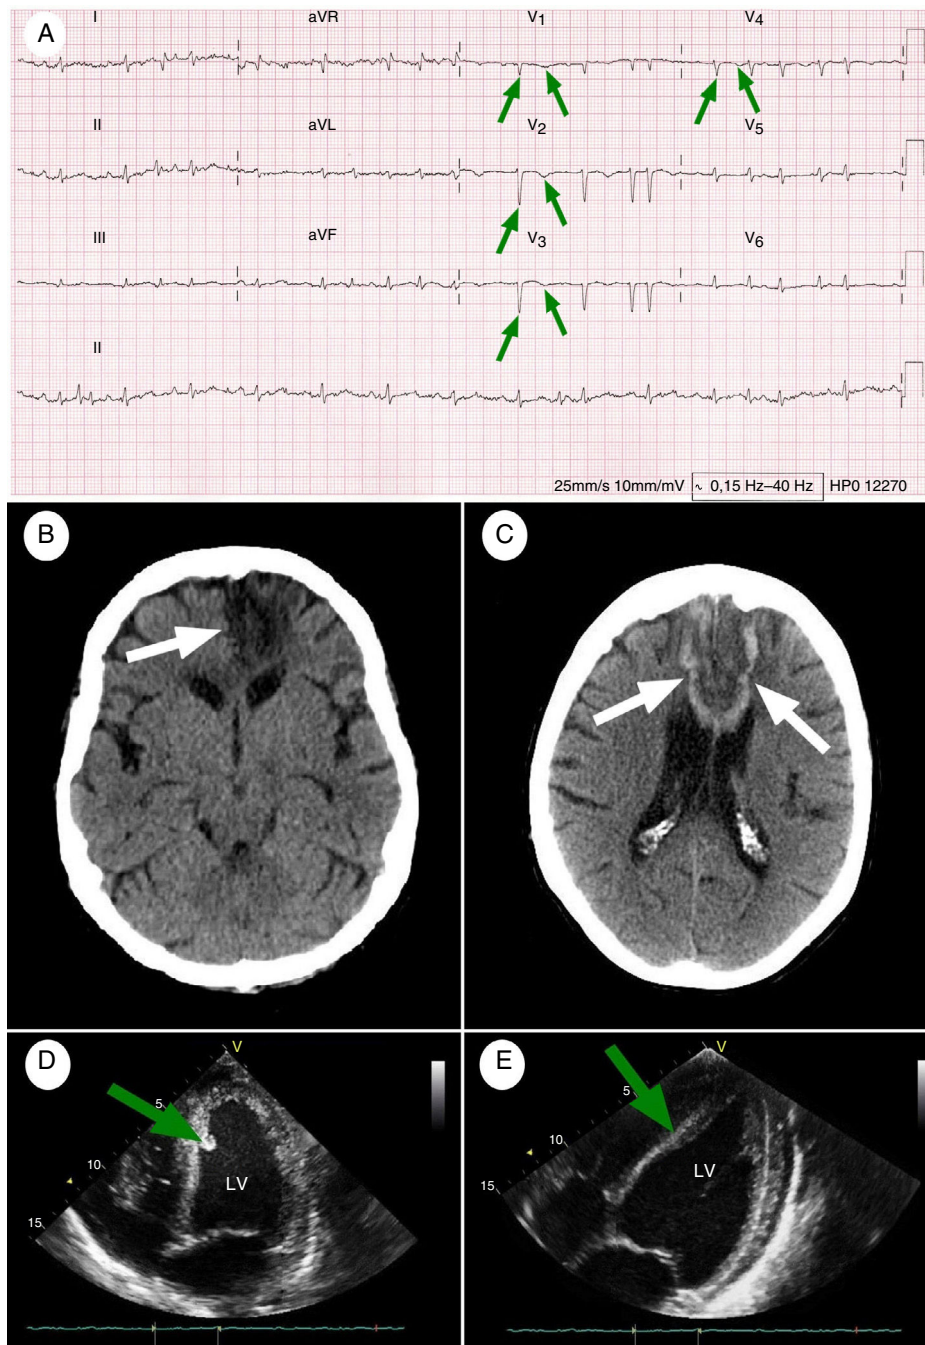 A
I aVR V1 V4
II aVL V2 V5
III aVF V3 V6
II
25mm/s 10mm/mV ~ 0,15 Hz–40 Hz HP0 12270
B
C
D
V
5
10
15
LV
E
V
5
10
15
LV